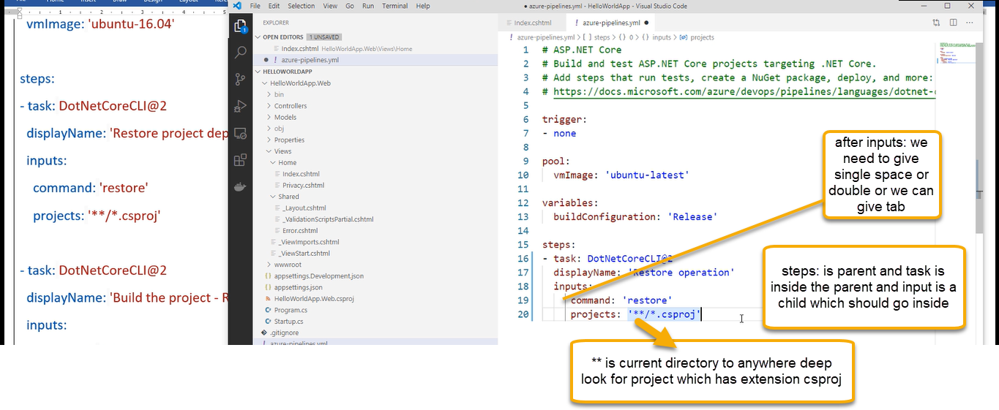 File Home Insert Draw Design Layout References
vmImage: 'ubuntu-16.04'
steps:
- task: DotNetCoreCLI@2
displayName: 'Restore project dep
inputs:
command: 'restore'
projects: '**/*.csproj'
- task: DotNetCoreCLI@2
displayName: 'Build the project - R
inputs:
File Edit Selection View Go Run Terminal Help
● azure-pipelines.yml - HelloWorldApp - Visual Studio Code
EXPLORER
OPEN EDITORS 1 UNSAVED
Index.cshtml HelloWorldApp.Web\Views\Home
● ! azure-pipelines.yml
HELLOWORLDAPP
HelloWorldApp.Web
bin
Controllers
Models
obj
Properties
Views
Home
Index.cshtml
Privacy.cshtml
Shared
_Layout.cshtml
_ValidationScriptsPartial.cshtml
Error.cshtml
_ViewImports.cshtml
_ViewStart.cshtml
wwwroot
{} appsettings.Development.json
{} appsettings.json
HelloWorldApp.Web.csproj
Program.cs
Startup.cs
.gitignore
azure-pipelines.yml
Index.cshtml
! azure-pipelines.yml ●
! azure-pipelines.yml > [ ] steps > {} 0 > {} inputs > projects
1 # ASP.NET Core
2 # Build and test ASP.NET Core projects targeting .NET Core.
3 # Add steps that run tests, create a NuGet package, deploy, and more:
4 # https://docs.microsoft.com/azure/devops/pipelines/languages/dotnet-c
5
6 trigger:
7 - none
8
9 pool:
10 vmImage: 'ubuntu-latest'
11
12 variables:
13 buildConfiguration: 'Release'
14
15 steps:
16 - task: DotNetCoreCLI@2
17 displayName: 'Restore operation'
18 inputs:
19 command: 'restore'
20 projects: '**/*.csproj'
after inputs: we
need to give
single space or
double or we can
give tab
steps: is parent and task is
inside the parent and input is a
child which should go inside
** is current directory to anywhere deep
look for project which has extension csproj